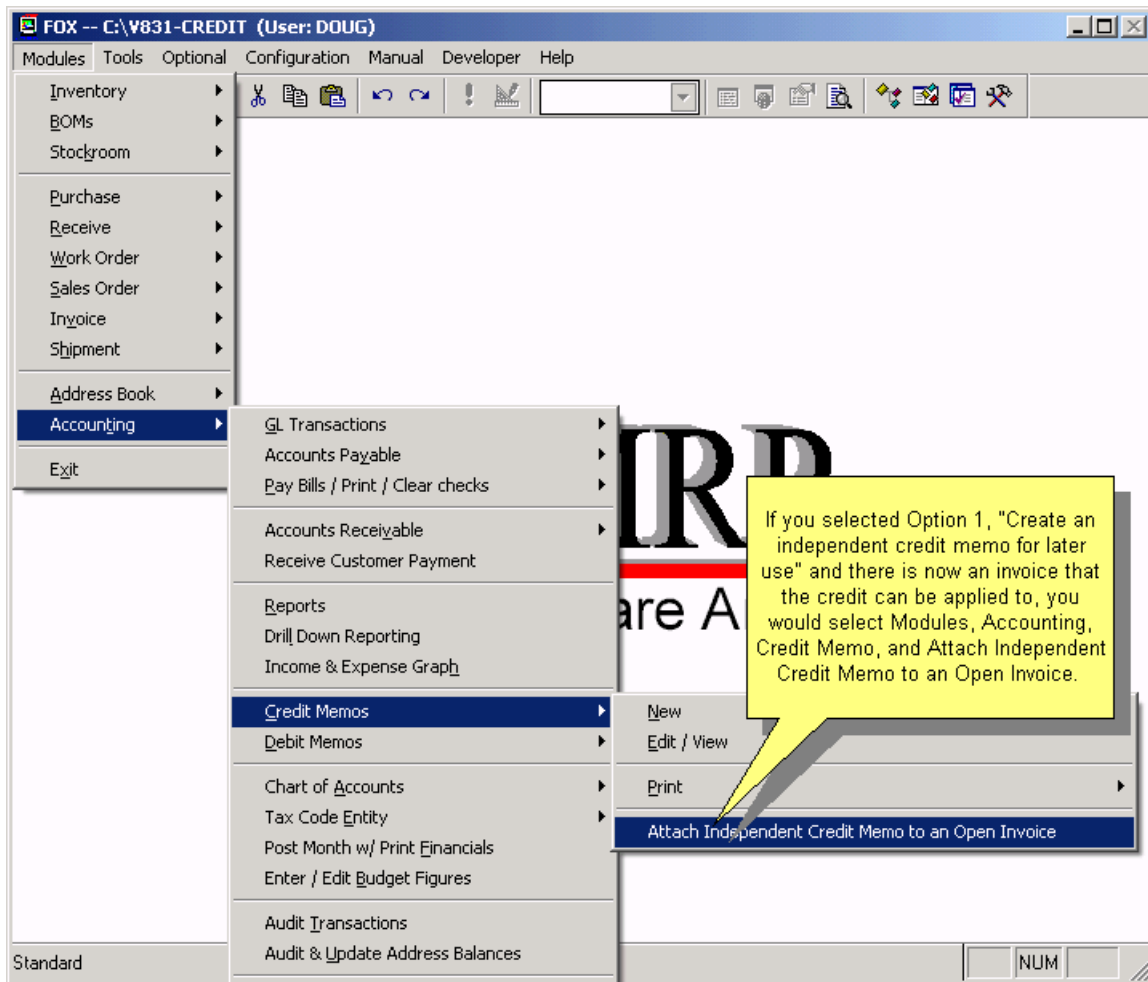 FOX -- C:\V831-CREDIT (User: DOUG)
Modules Tools Optional Configuration Manual Developer Help
Inventory
BOMs
Stockroom
Purchase
Receive
Work Order
Sales Order
Invoice
Shipment
Address Book
Accounting
Exit
GL Transactions
Accounts Payable
Pay Bills / Print / Clear checks
Accounts Receivable
Receive Customer Payment
Reports
Drill Down Reporting
Income & Expense Graph
Credit Memos
Debit Memos
Chart of Accounts
Tax Code Entity
Post Month w/ Print Financials
Enter / Edit Budget Figures
Audit Transactions
Audit & Update Address Balances
New
Edit / View
Print
Attach Independent Credit Memo to an Open Invoice
If you selected Option 1, "Create an
independent credit memo for later
use" and there is now an invoice that
the credit can be applied to, you
would select Modules, Accounting,
Credit Memo, and Attach Independent
Credit Memo to an Open Invoice.
Standard
NUM